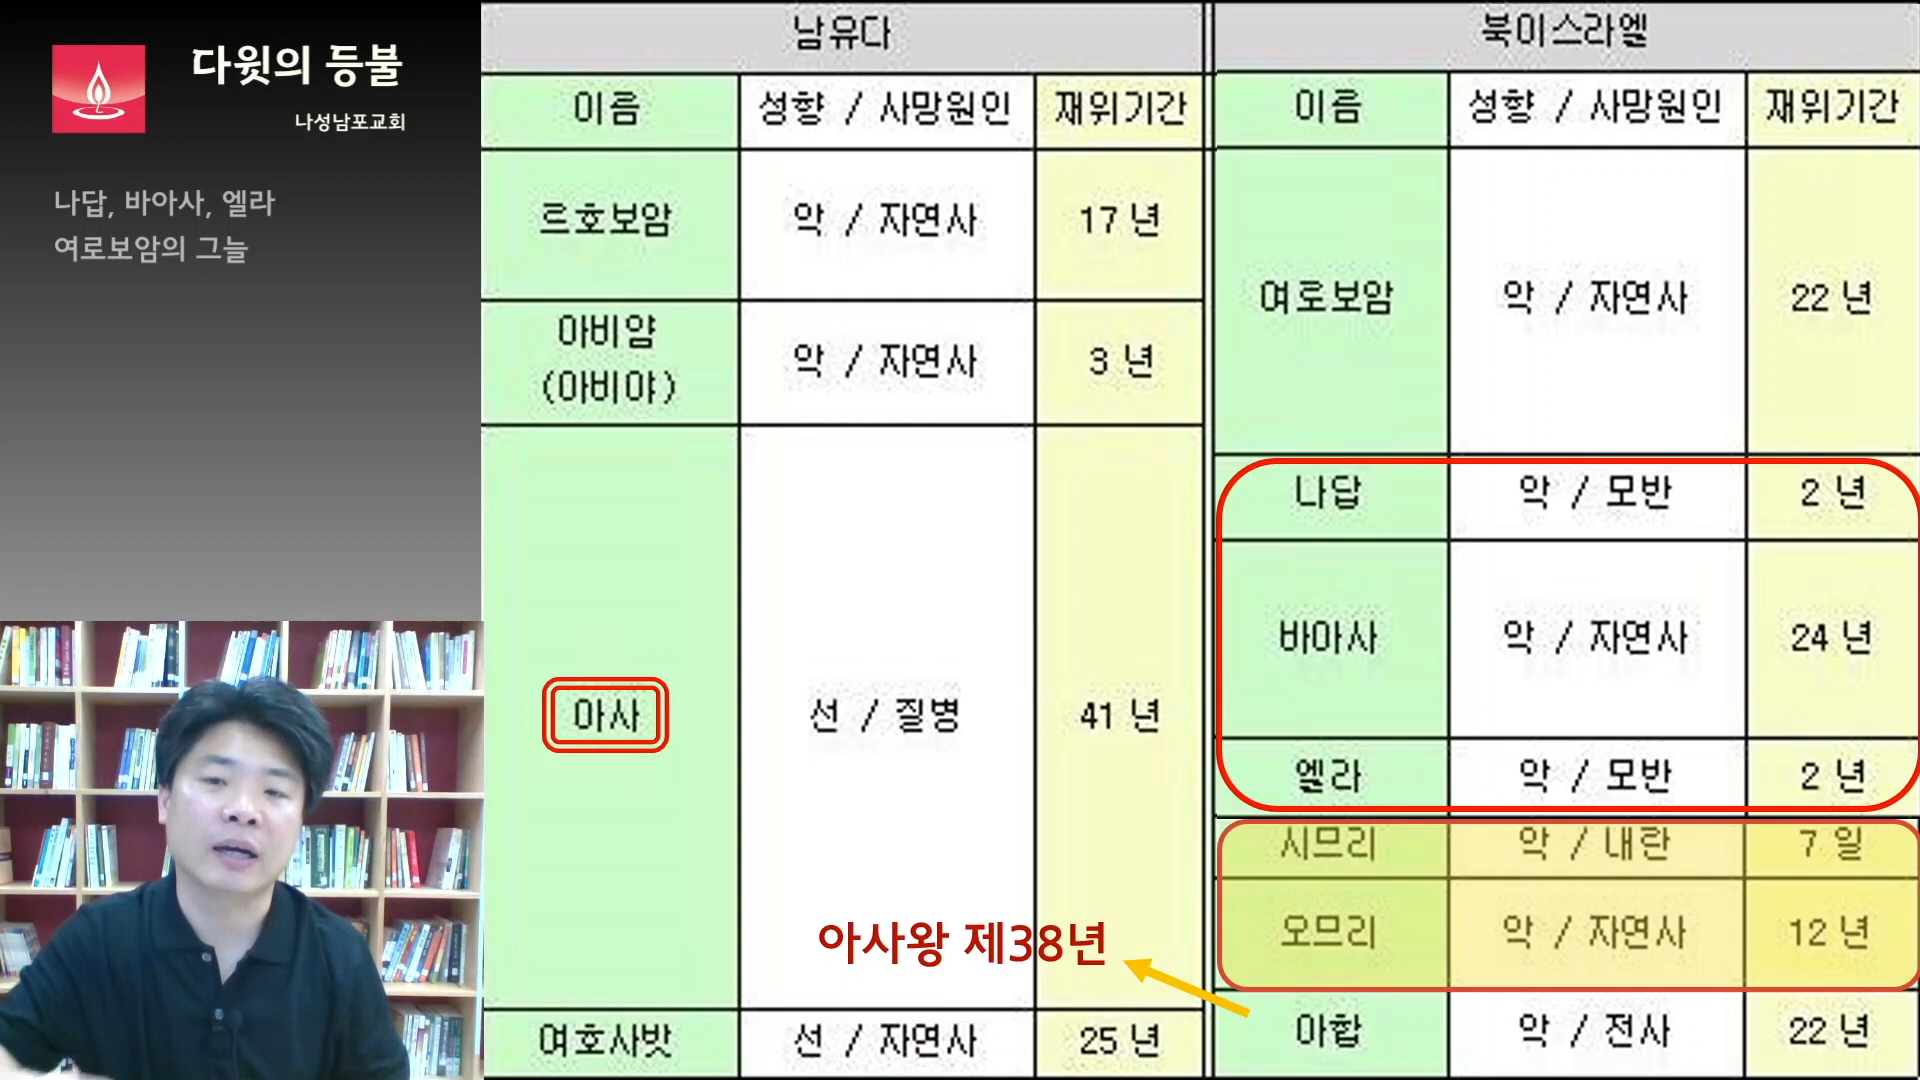 다윗의 등불
나성남포교회
나답, 바아사, 엘라
여로보암의 그늘
남유다
북이스라엘
이름
성향 / 사망원인
재위기간
이름
성향 / 사망원인
재위기간
르호보암
악 / 자연사
17 년
아비얌
(아비야)
악 / 자연사
3 년
아사
선 / 질병
41 년
여호사밧
선 / 자연사
25 년
여로보암
악 / 자연사
22 년
나답
악 / 모반
2 년
바아사
악 / 자연사
24 년
엘라
악 / 모반
2 년
시므리
악 / 내란
7 일
오므리
악 / 자연사
12 년
아합
악 / 전사
22 년
아사왕 제38년